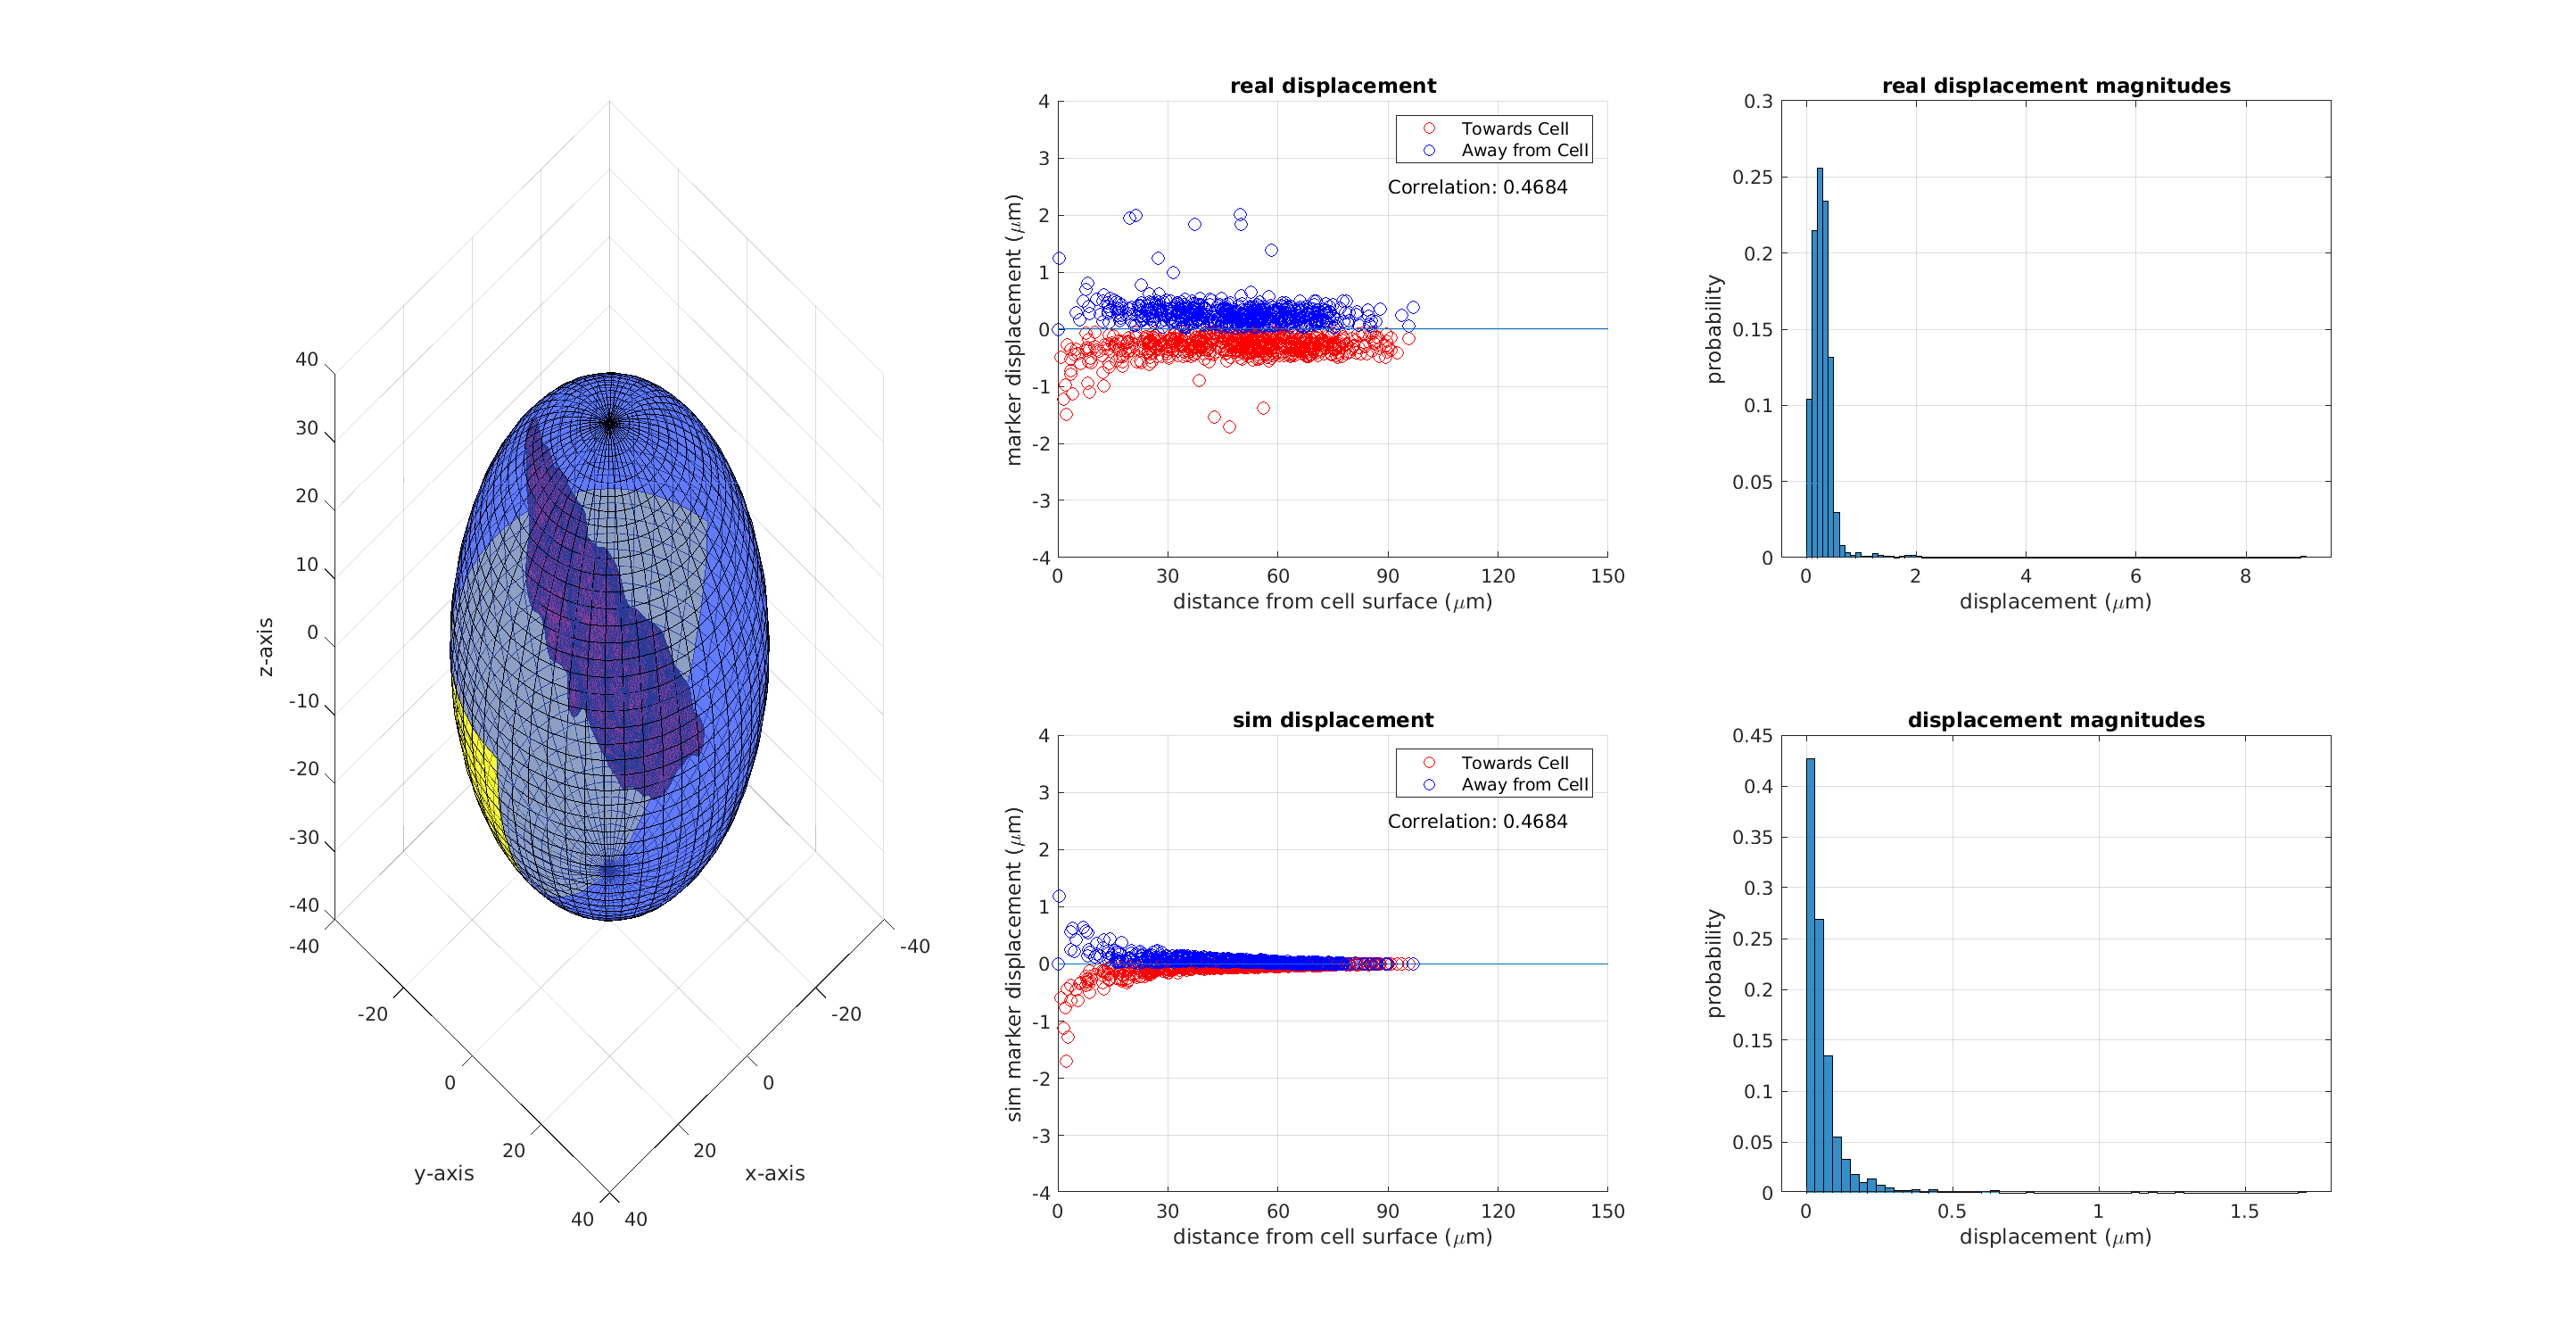 40
30
20
10
0
-10
-20
-30
-40
z-axis
-40
-20
0
20
40
y-axis
-40
-20
0
20
40
x-axis
real displacement
4
3
2
1
0
-1
-2
-3
-4
marker displacement (μm)
Towards Cell
Away from Cell
Correlation: 0.4684
0 30 60 90 120 150
distance from cell surface (μm)
real displacement magnitudes
0.3
0.25
0.2
0.15
0.1
0.05
0
probability
0 2 4 6 8
displacement (μm)
sim displacement
4
3
2
1
0
-1
-2
-3
-4
sim marker displacement (μm)
Towards Cell
Away from Cell
Correlation: 0.4684
0 30 60 90 120 150
distance from cell surface (μm)
displacement magnitudes
0.45
0.4
0.35
0.3
0.25
0.2
0.15
0.1
0.05
0
probability
0 0.5 1 1.5
displacement (μm)